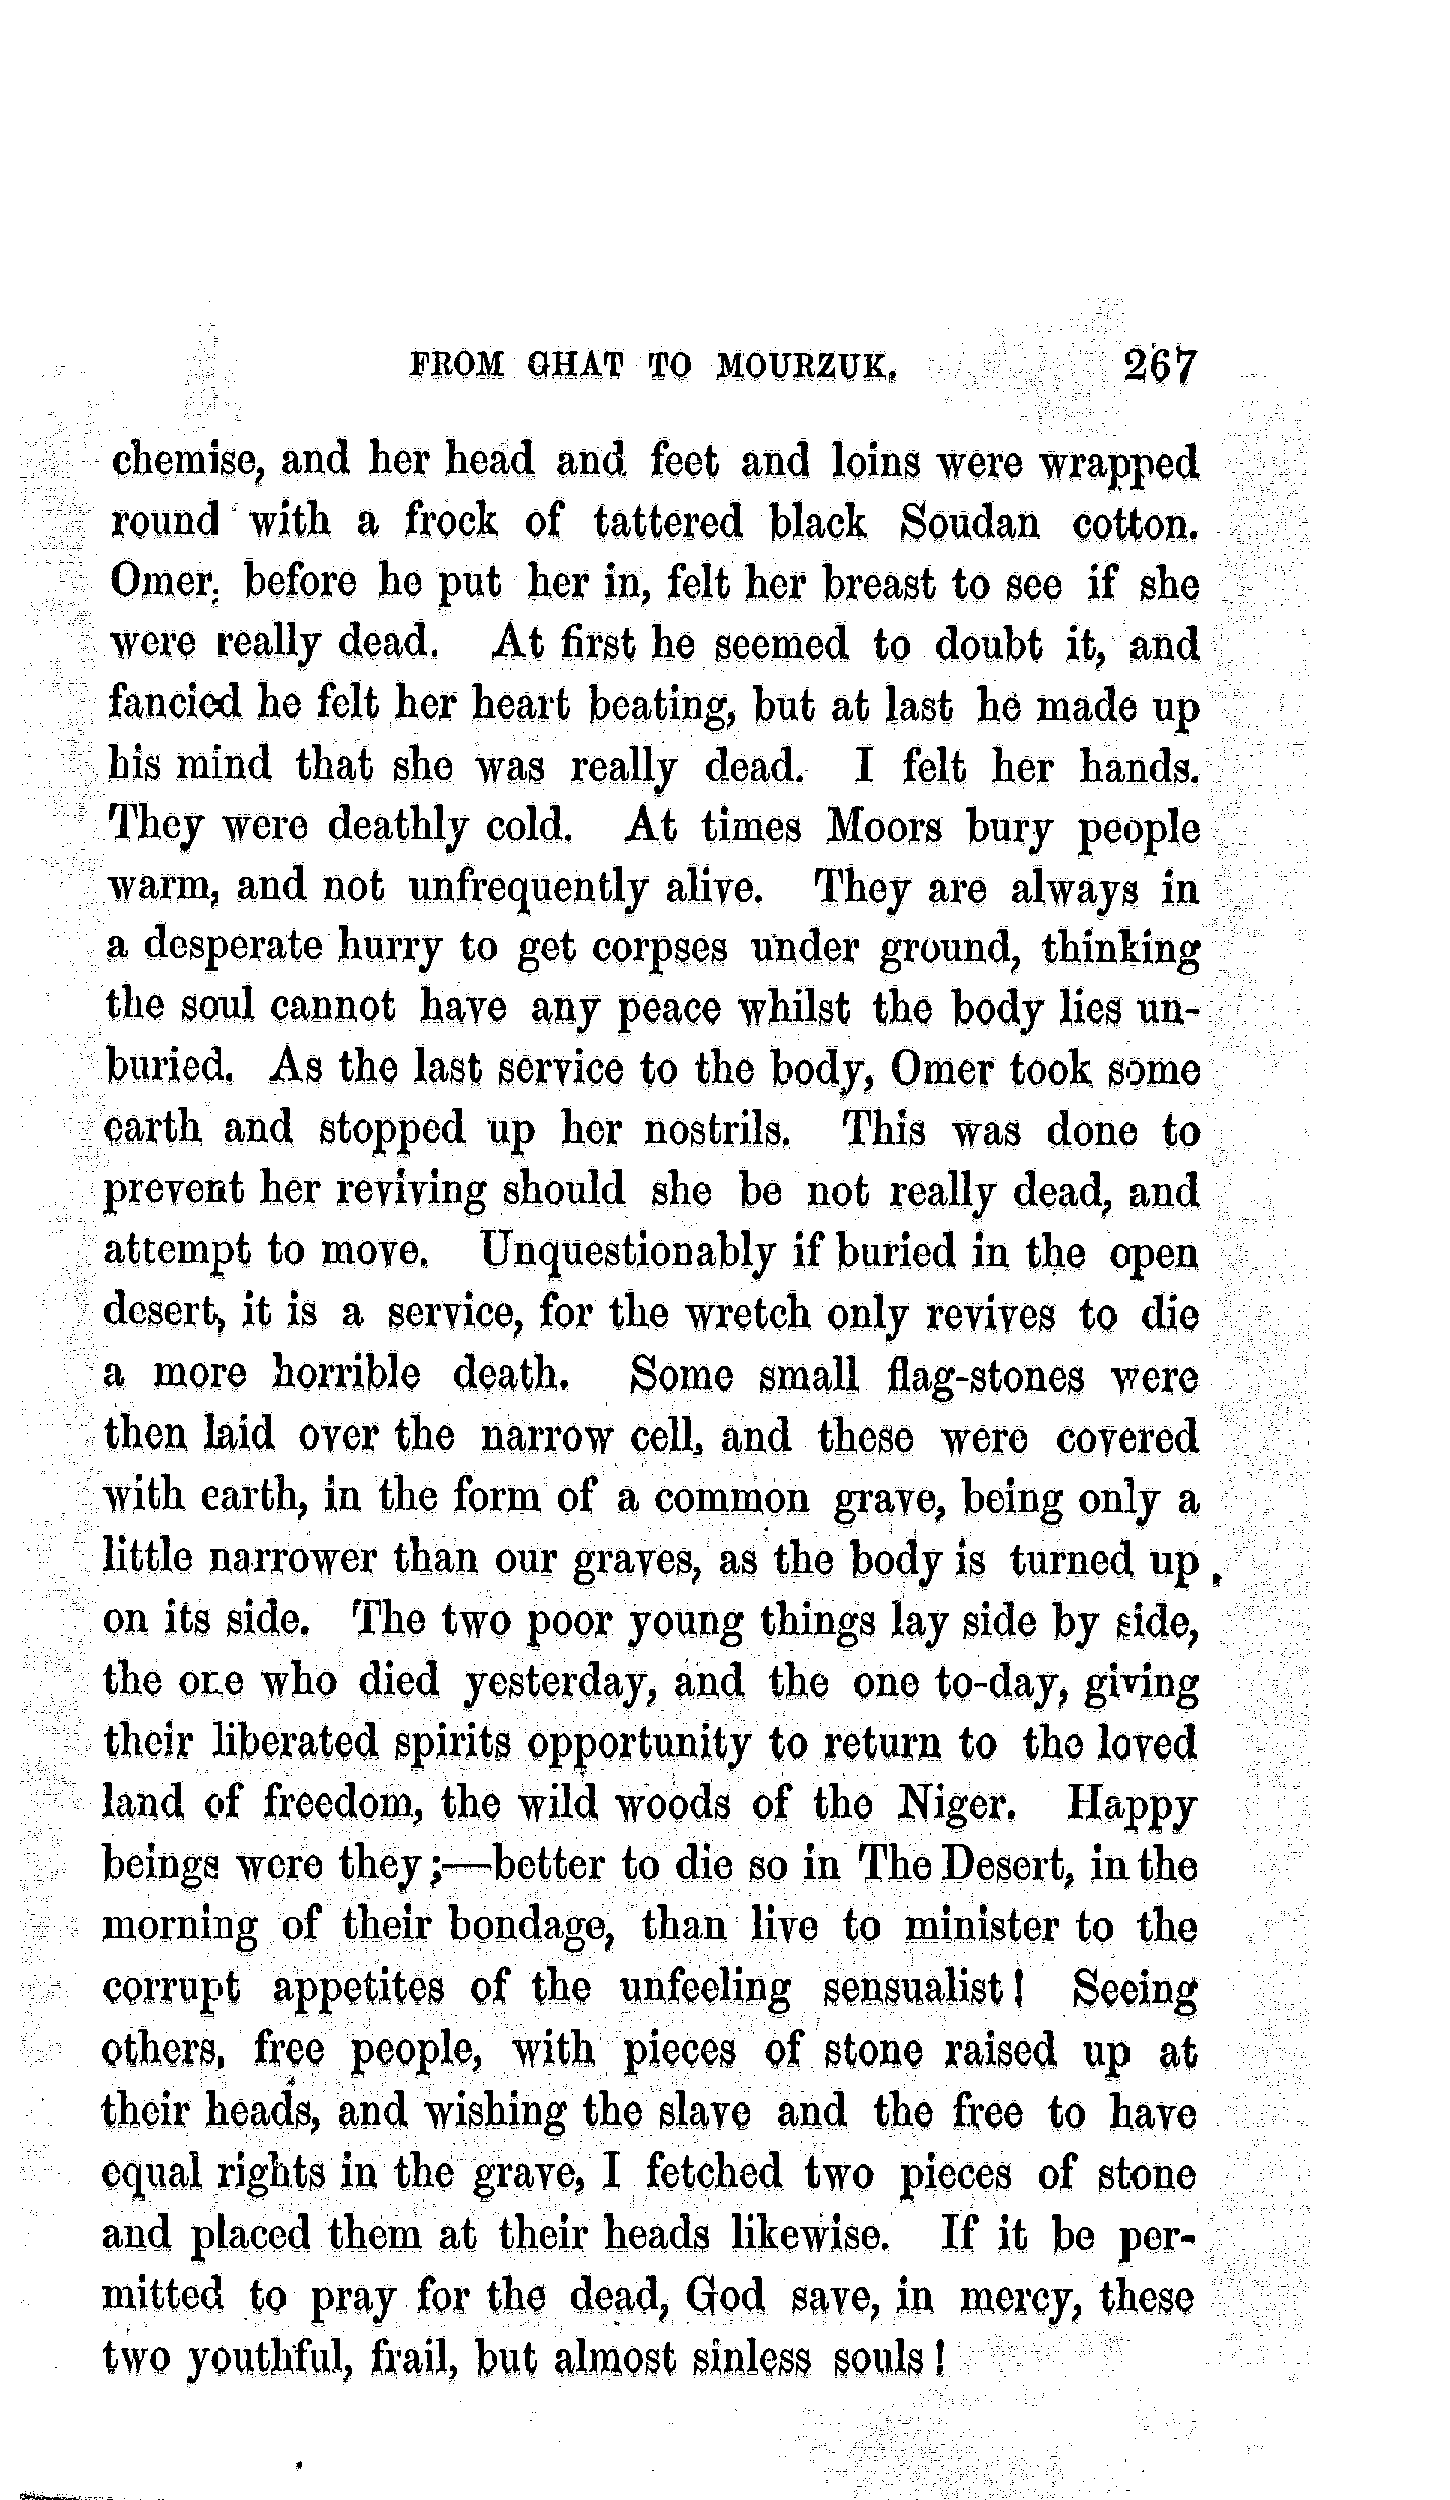 FROM GHAT TO MOURZUK. 267
chemise, and her head and feet and loins were wrapped
round with a frock of tattered black Soudan cotton.
Omer, before he put her in, felt her breast to see if she
were really dead. At first he seemed to doubt it, and
fancied he felt her heart beating, but at last he made up
his mind that she was really dead. I felt her hands.
They were deathly cold. At times Moors bury people
warm, and not unfrequently alive. They are always in
a desperate hurry to get corpses under ground, thinking
the soul cannot have any peace whilst the body lies un-
buried. As the last service to the body, Omer took some
earth and stopped up her nostrils. This was done to
prevent her reviving should she be not really dead, and
attempt to move. Unquestionably if buried in the open
desert, it is a service, for the wretch only revives to die
a more horrible death. Some small flag-stones were
then laid over the narrow cell, and these were covered
with earth, in the form of a common grave, being only a
little narrower than our graves, as the body is turned up
on its side. The two poor young things lay side by side,
the one who died yesterday, and the one to-day, giving
their liberated spirits opportunity to return to the loved
land of freedom, the wild woods of the Niger. Happy
beings were they;—better to die so in The Desert, in the
morning of their bondage, than live to minister to the
corrupt appetites of the unfeeling sensualist! Seeing
others, free people, with pieces of stone raised up at
their heads, and wishing the slave and the free to have
equal rights in the grave, I fetched two pieces of stone
and placed them at their heads likewise. If it be per-
mitted to pray for the dead, God save, in mercy, these
two youthful, frail, but almost sinless souls!